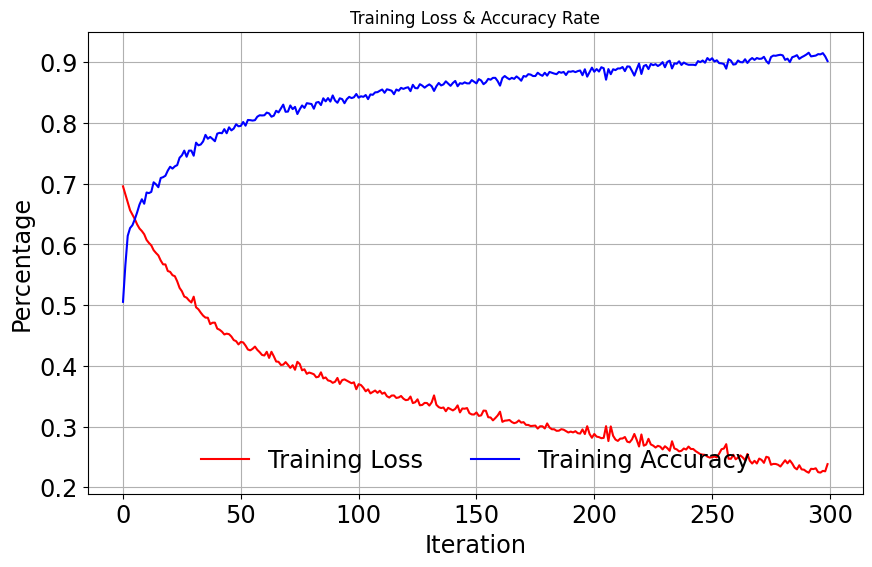 Training Loss & Accuracy Rate
Percentage
0.9
0.8
0.7
0.6
0.5
0.4
0.3
0.2
Training Loss Training Accuracy
0 50 100 150 200 250 300
Iteration